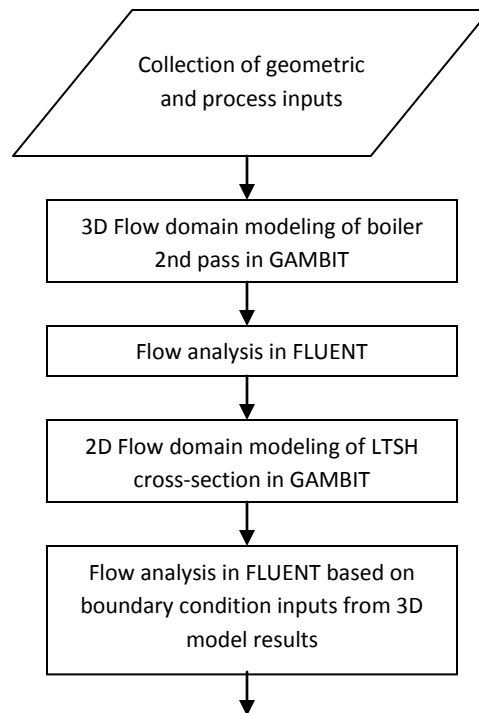 Collection of geometric
and process inputs
3D Flow domain modeling of boiler
2nd pass in GAMBIT
Flow analysis in FLUENT
2D Flow domain modeling of LTSH
cross-section in GAMBIT
Flow analysis in FLUENT based on
boundary condition inputs from 3D
model results